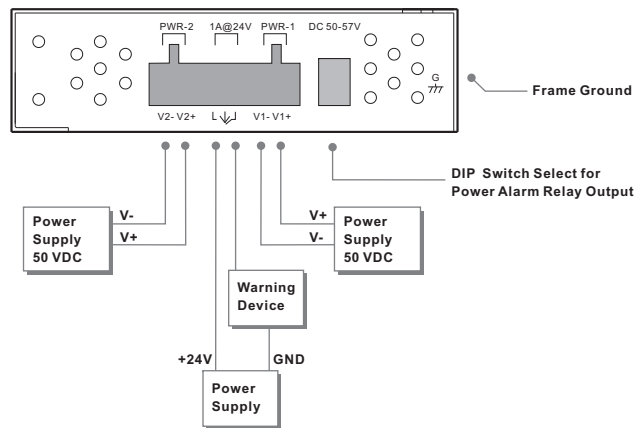 PWR-2 1A@24V PWR-1 DC 50-57V
G
V2- V2+ L V1- V1+
Frame Ground
DIP Switch Select for
Power Alarm Relay Output
Power
Supply
50 VDC
V-
V+
V+
V-
Power
Supply
50 VDC
Warning
Device
+24V
GND
Power
Supply